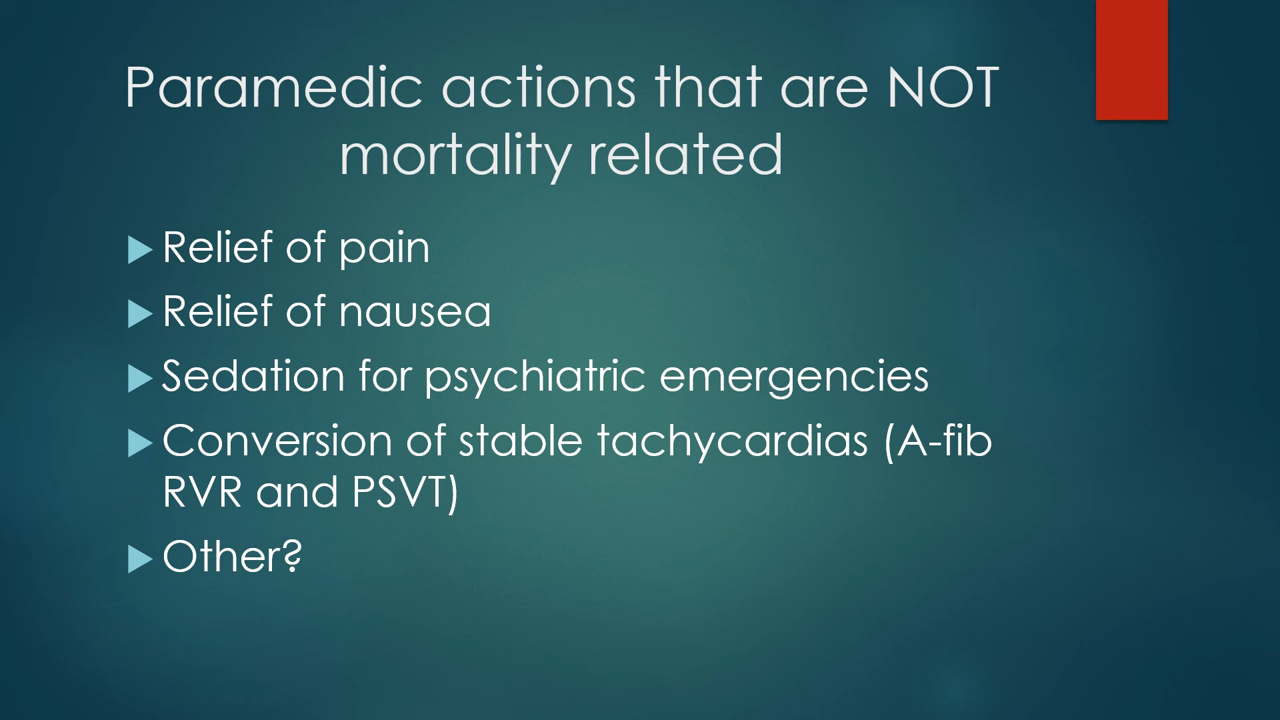 Paramedic actions that are NOT
mortality related
Relief of pain
Relief of nausea
Sedation for psychiatric emergencies
Conversion of stable tachycardias (A-fib
RVR and PSVT)
Other?